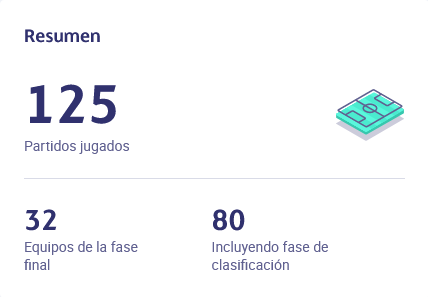 Resumen
125
Partidos jugados
32
Equipos de la fase
final
80
Incluyendo fase de
clasificación